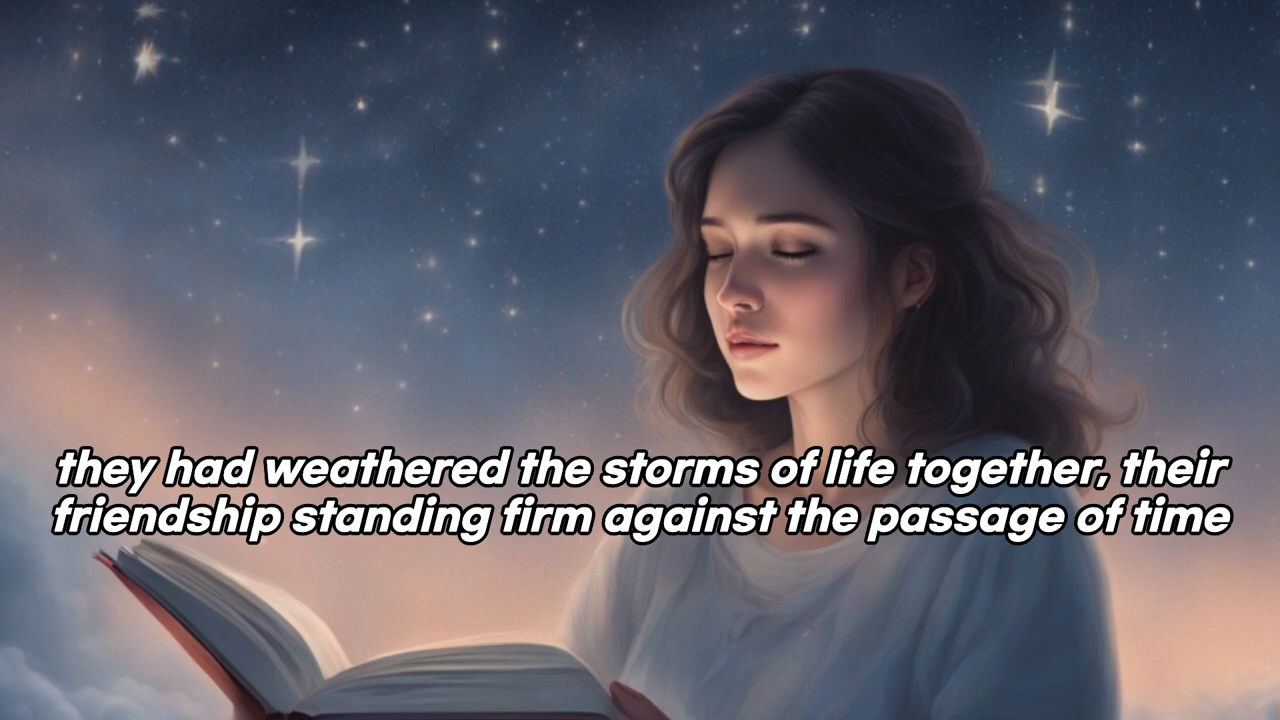 they had weathered the storms of life together, their
friendship standing firm against the passage of time